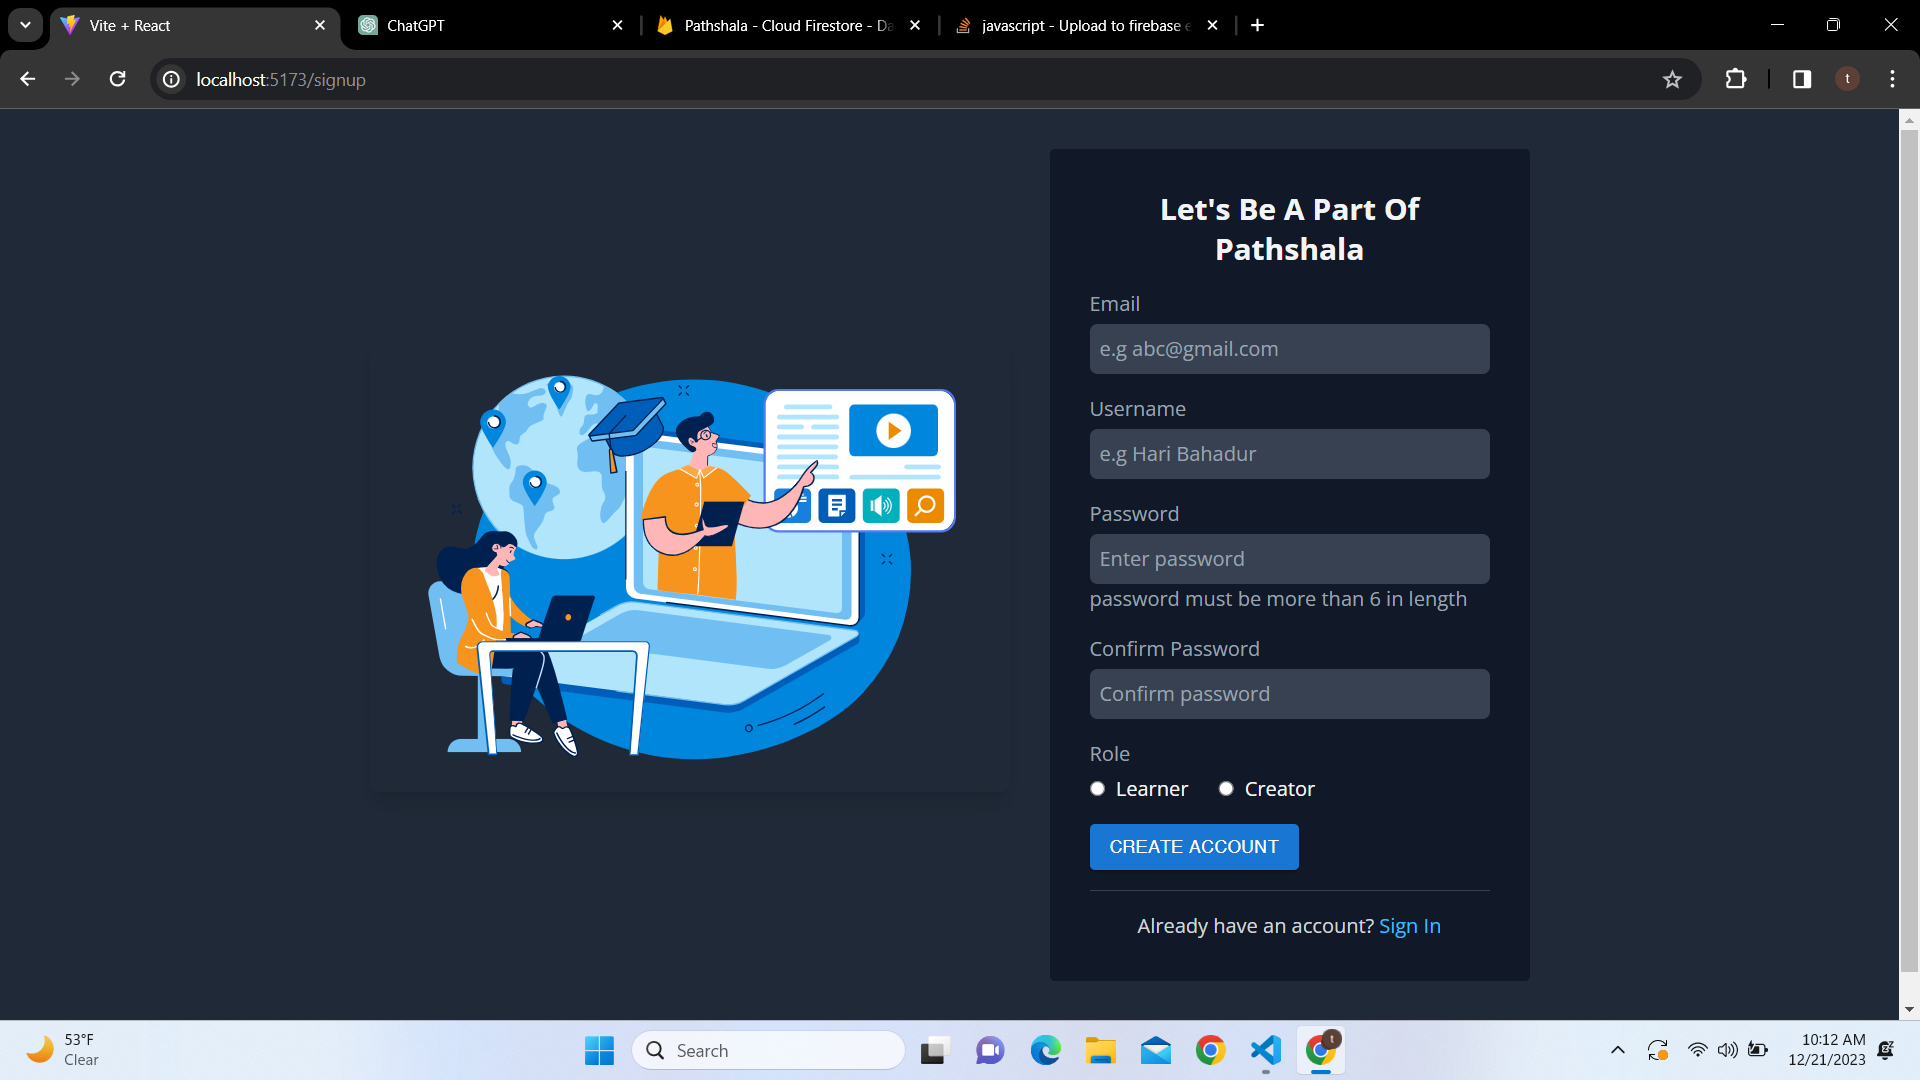 Vite + React
ChatGPT
Pathshala - Cloud Firestore - Da
javascript - Upload to firebase e
localhost:5173/signup
t
Let's Be A Part Of
Pathshala
Email
e.g abc@gmail.com
Username
e.g Hari Bahadur
Password
Enter password
password must be more than 6 in length
Confirm Password
Confirm password
Role
Learner
Creator
CREATE ACCOUNT
Already have an account? Sign In
53°F
Clear
Search
t
10:12 AM
12/21/2023